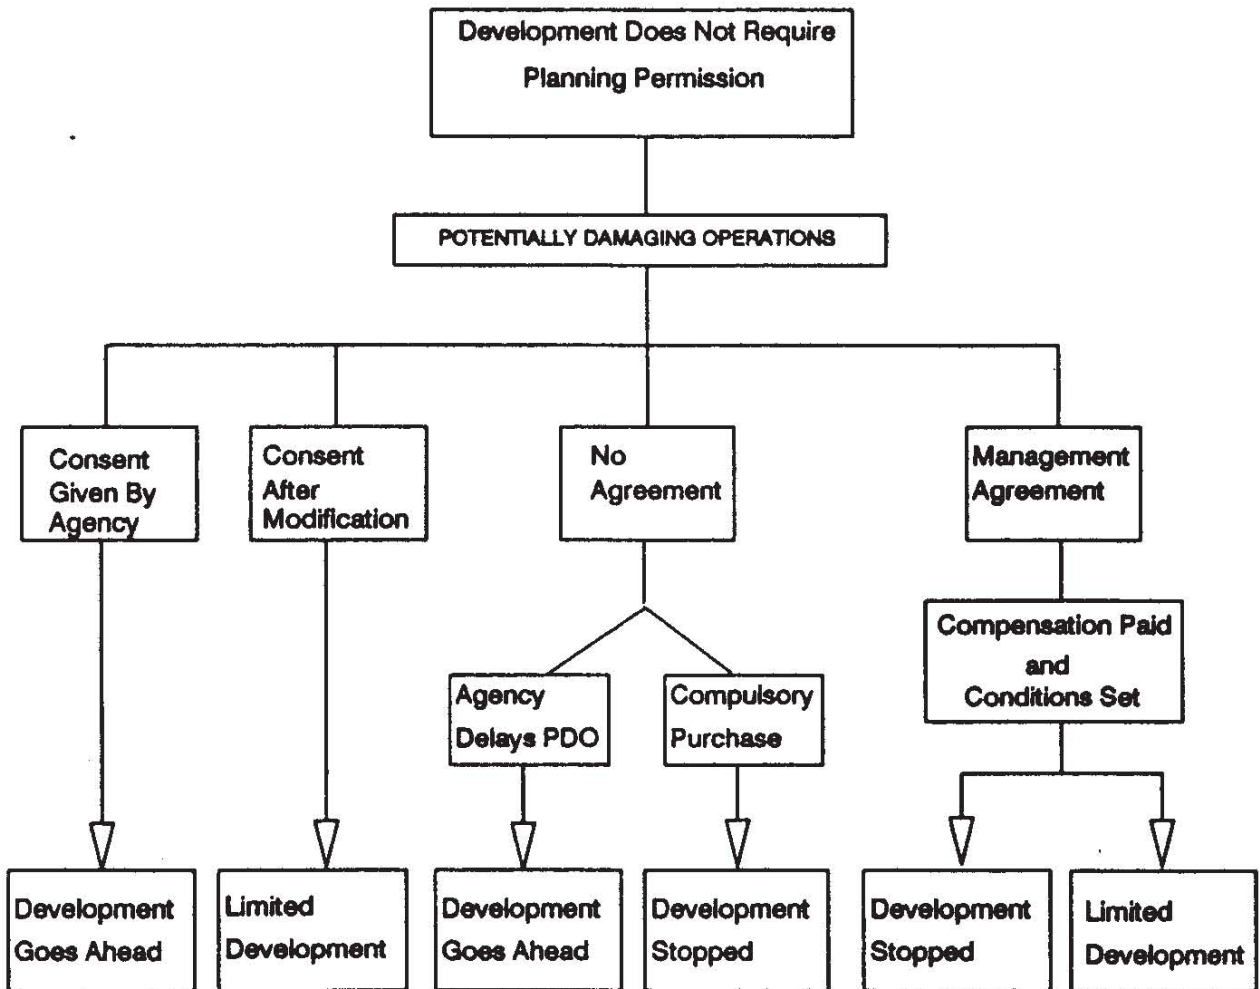 Development Does Not Require
Planning Permission
POTENTIALLY DAMAGING OPERATIONS
Consent
Given By
Agency
Consent
After
Modification
No
Agreement
Management
Agreement
Compensation Paid
and
Conditions Set
Agency
Delays PDO
Compulsory
Purchase
Development
Goes Ahead
Limited
Development
Development
Goes Ahead
Development
Stopped
Development
Stopped
Limited
Development